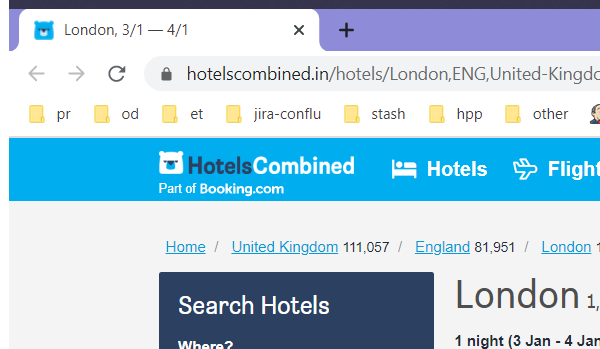 London, 3/1 — 4/1
hotelscombined.in/hotels/London,ENG,United-Kingdo
pr od et jira-conflu stash hpp other
HotelsCombined Hotels Flight
Part of Booking.com
Home / United Kingdom 111,057 / England 81,951 / London 1
Search Hotels
London 1,
Where?
1 night (3 Jan - 4 Jan